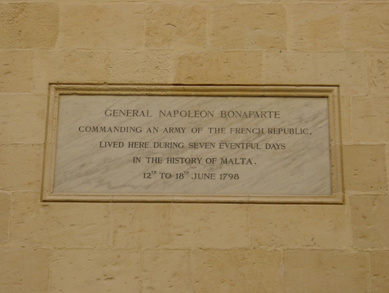 GENERAL NAPOLEON BONAPARTE
COMMANDING AN ARMY OF THE FRENCH REPUBLIC,
LIVED HERE DURING SEVEN EVENTFUL DAYS
IN THE HISTORY OF MALTA.
12TH TO 18TH JUNE 1798